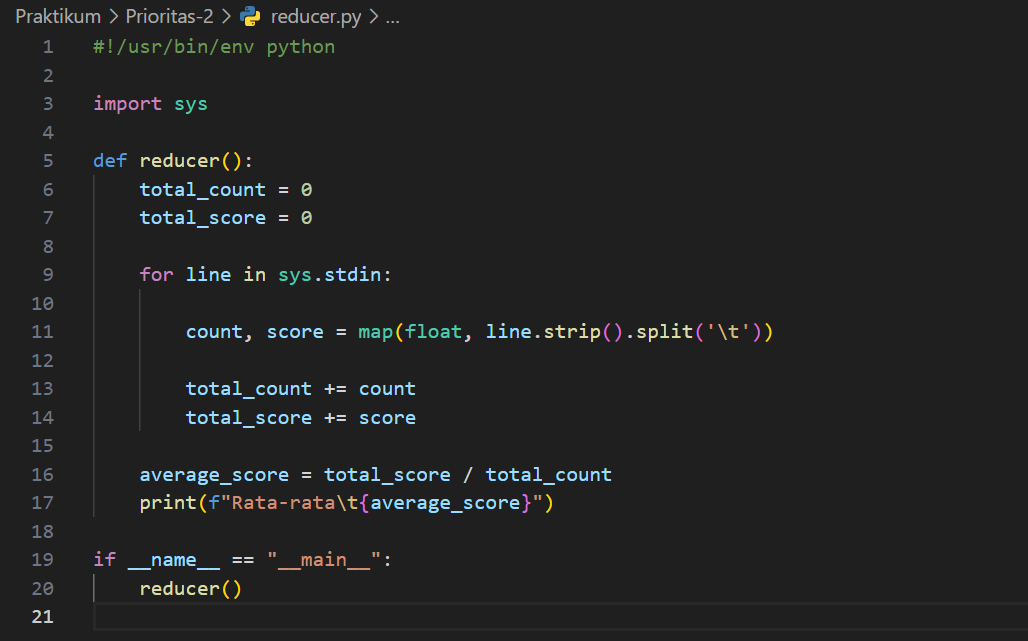 Praktikum > Prioritas-2 > reducer.py > ...
1 #!/usr/bin/env python
2
3 import sys
4
5 def reducer():
6     total_count = 0
7     total_score = 0
8
9     for line in sys.stdin:
10
11         count, score = map(float, line.strip().split('\t'))
12
13         total_count += count
14         total_score += score
15
16     average_score = total_score / total_count
17     print(f"Rata-rata\t{average_score}")
18
19 if __name__ == "__main__":
20     reducer()
21